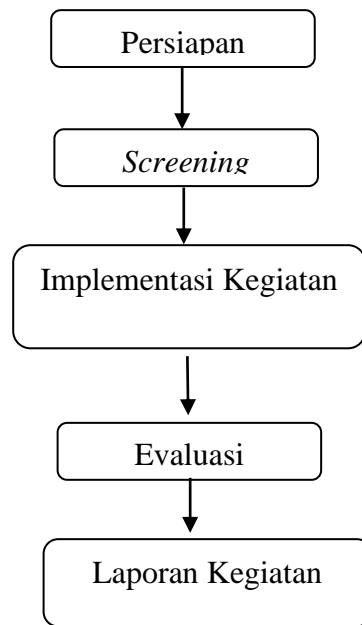 Persiapan
Screening
Implementasi Kegiatan
Evaluasi
Laporan Kegiatan